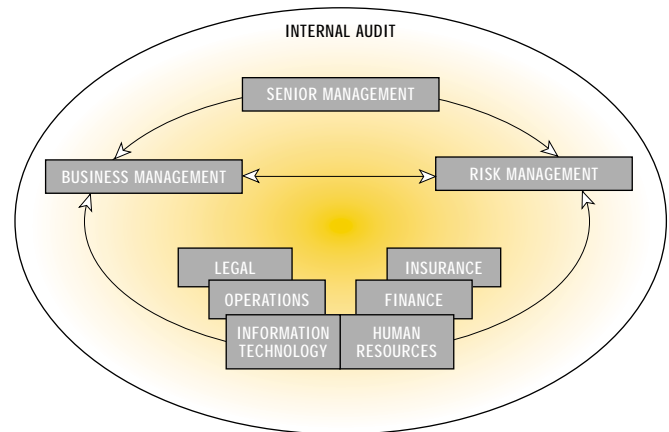 INTERNAL AUDIT
SENIOR MANAGEMENT
BUSINESS MANAGEMENT
RISK MANAGEMENT
LEGAL
INSURANCE
OPERATIONS
FINANCE
INFORMATION
TECHNOLOGY
HUMAN
RESOURCES